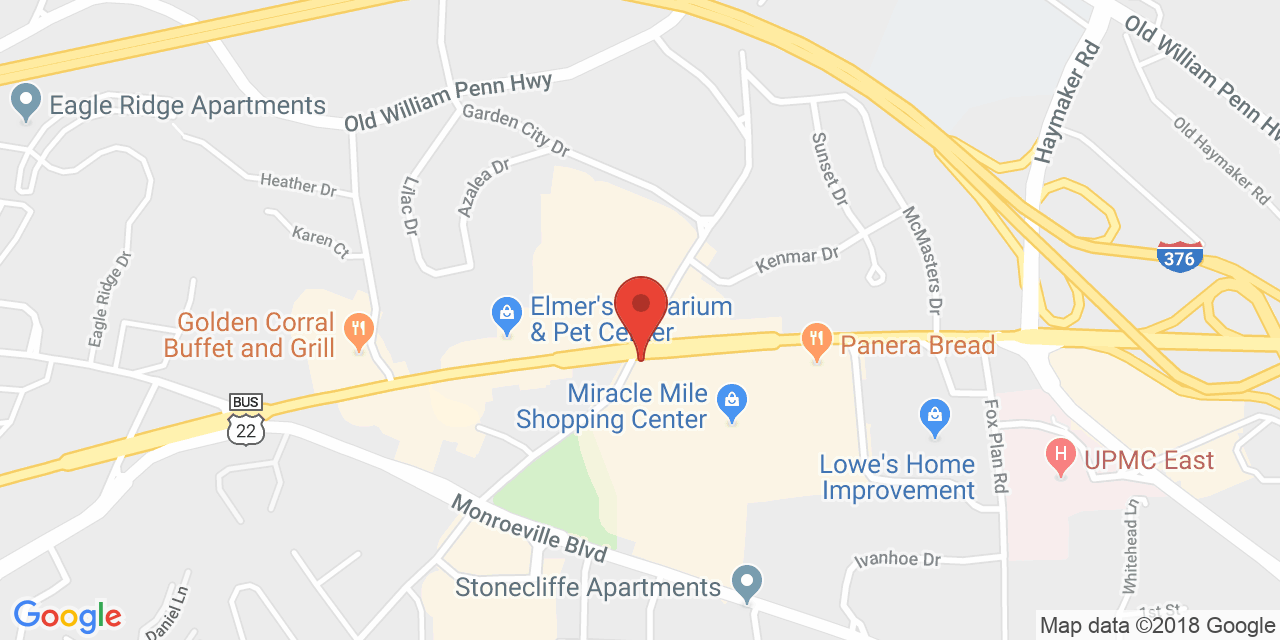 Old William Penn Hwy
Haymaker Rd
Old William Penn Hw
Eagle Ridge Apartments
Garden City Dr
Old Haymaker Rd
Sunset Dr
Azalea Dr
Heather Dr
Lilac Dr
McMasters Dr
Karen Ct
Kenmar Dr
376
Eagle Ridge Dr
Elmer's
& Pet Center
Golden Corral
Buffet and Grill
Panera Bread
Miracle Mile
Shopping Center
BUS
22
Fox Plan Rd
H
UPMC East
Lowe's Home
Improvement
Monroeville Blvd
Whitehead Ln
Ivanhoe Dr
Stonecliffe Apartments
Daniel Ln
1st St
Google
Map data ©2018 Google